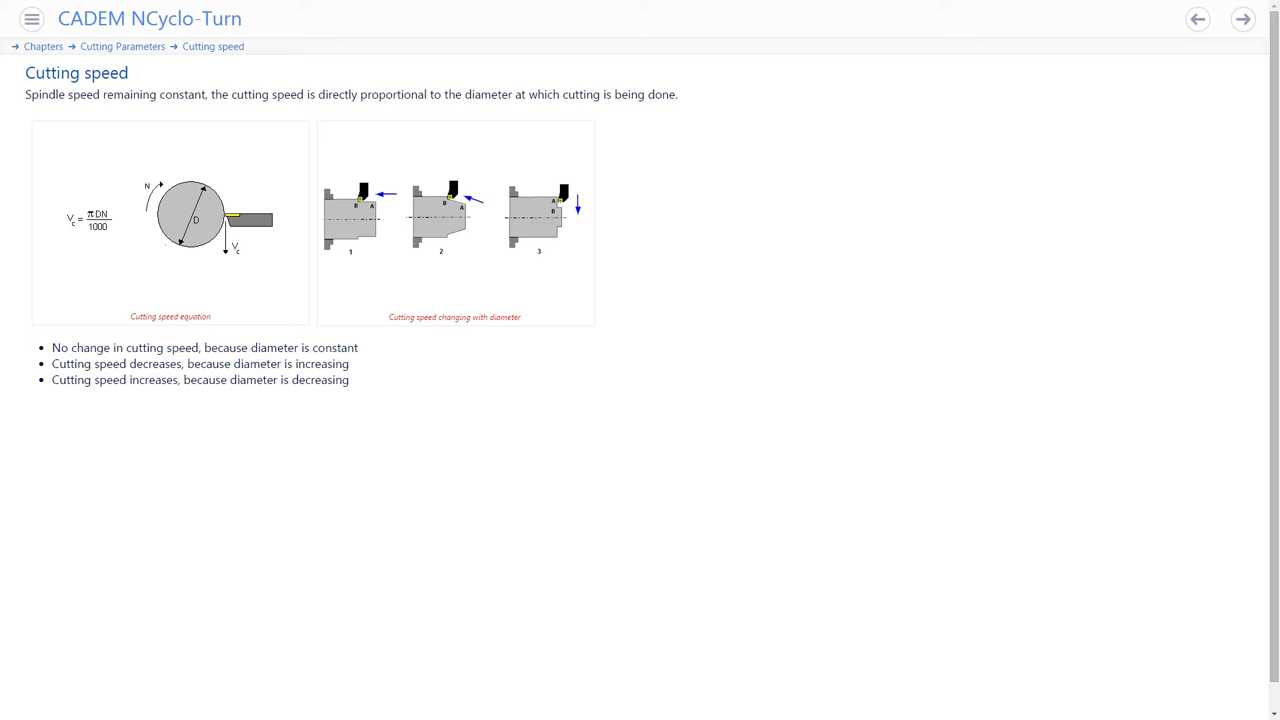 CADEM NCyclo-Turn
Chapters Cutting Parameters Cutting speed
Cutting speed
Spindle speed remaining constant, the cutting speed is directly proportional to the diameter at which cutting is being done.
N
D
Vc = πDN
1000
Vc
Cutting speed equation
B A
B A
A
B
1 2 3
Cutting speed changing with diameter
No change in cutting speed, because diameter is constant
Cutting speed decreases, because diameter is increasing
Cutting speed increases, because diameter is decreasing